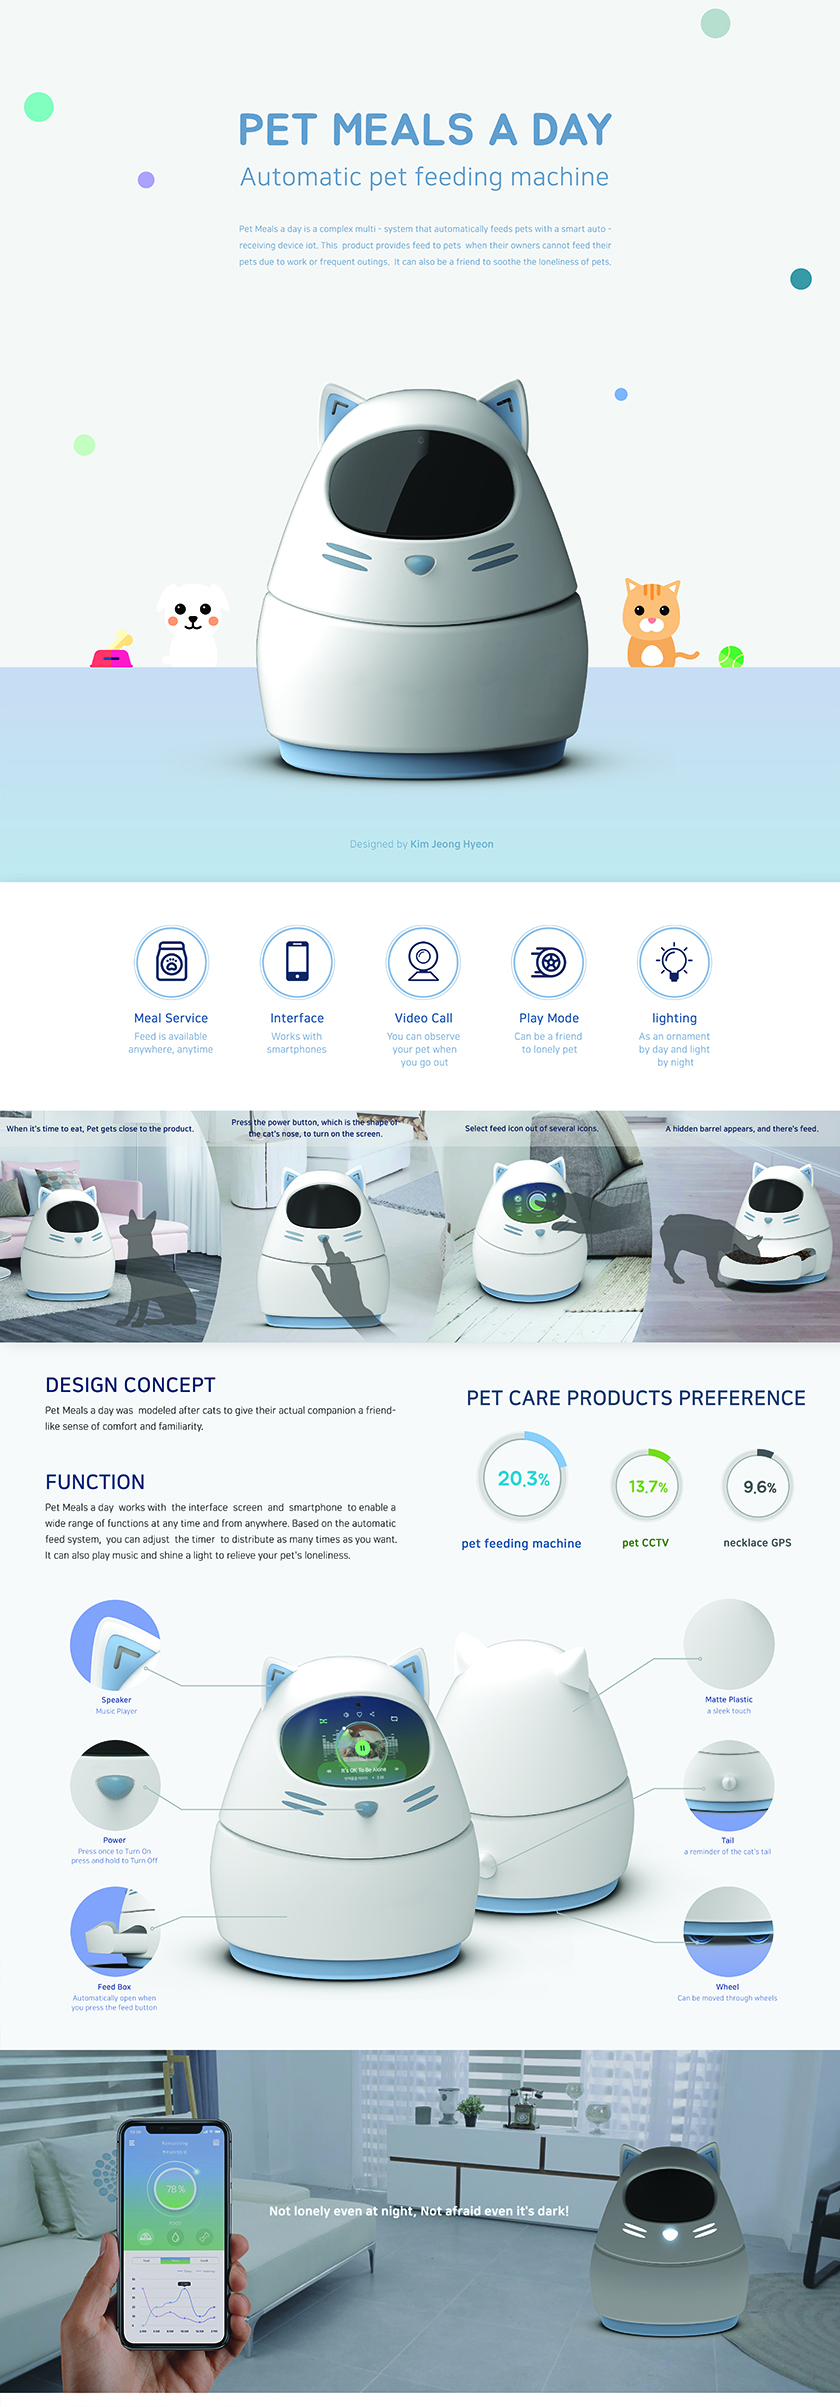 PET MEALS A DAY
Automatic pet feeding machine
Pet Meals a day is a complex multi - system that automatically feeds pets with a smart auto -
receiving device iot. This product provides feed to pets when their owners cannot feed their
pets due to work or frequent outings. It can also be a friend to soothe the loneliness of pets.
Designed by Kim Jeong Hyeon
Meal Service
Feed is available
anywhere, anytime
Interface
Works with
smartphones
Video Call
You can observe
your pet when
you go out
Play Mode
Can be a friend
to lonely pet
lighting
As an ornament
by day and light
by night
When it's time to eat, Pet gets close to the product.
Press the power button, which is the shape of
the cat's nose, to turn on the screen.
Select feed icon out of several icons.
A hidden barrel appears, and there's feed.
DESIGN CONCEPT
Pet Meals a day was modeled after cats to give their actual companion a friend-
like sense of comfort and familiarity.
FUNCTION
Pet Meals a day works with the interface screen and smartphone to enable a
wide range of functions at any time and from anywhere. Based on the automatic
feed system, you can adjust the timer to distribute as many times as you want.
It can also play music and shine a light to relieve your pet's loneliness.
PET CARE PRODUCTS PREFERENCE
20.3%
pet feeding machine
13.7%
pet CCTV
9.6%
necklace GPS
Speaker
Music Player
Power
Press once to Turn On
press and hold to Turn Off
Feed Box
Automatically open when
you press the feed button
It's OK To Be Alone
Matte Plastic
a sleek touch
Tail
a reminder of the cat's tail
Wheel
Can be moved through wheels
Remaining
78 %
FOOD
Not lonely even at night, Not afraid even it's dark!